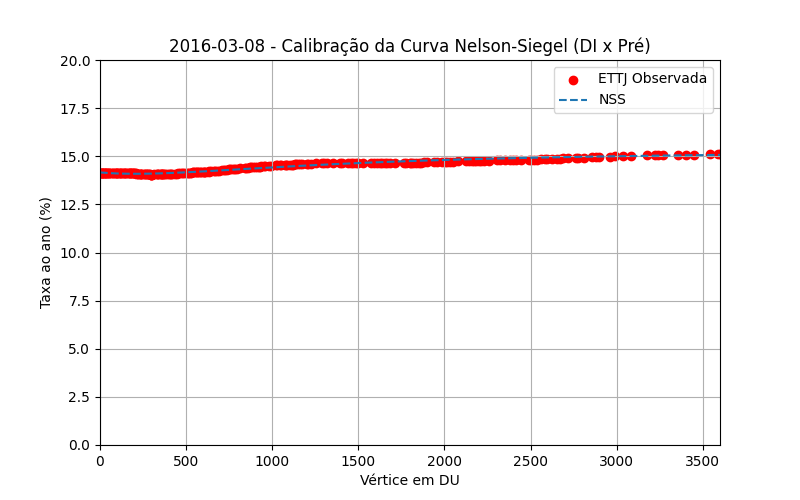 2016-03-08 - Calibração da Curva Nelson-Siegel (DI x Pré)
ETTJ Observada
NSS
Taxa ao ano (%)
20.0
17.5
15.0
12.5
10.0
7.5
5.0
2.5
0.0
0 500 1000 1500 2000 2500 3000 3500
Vértice em DU